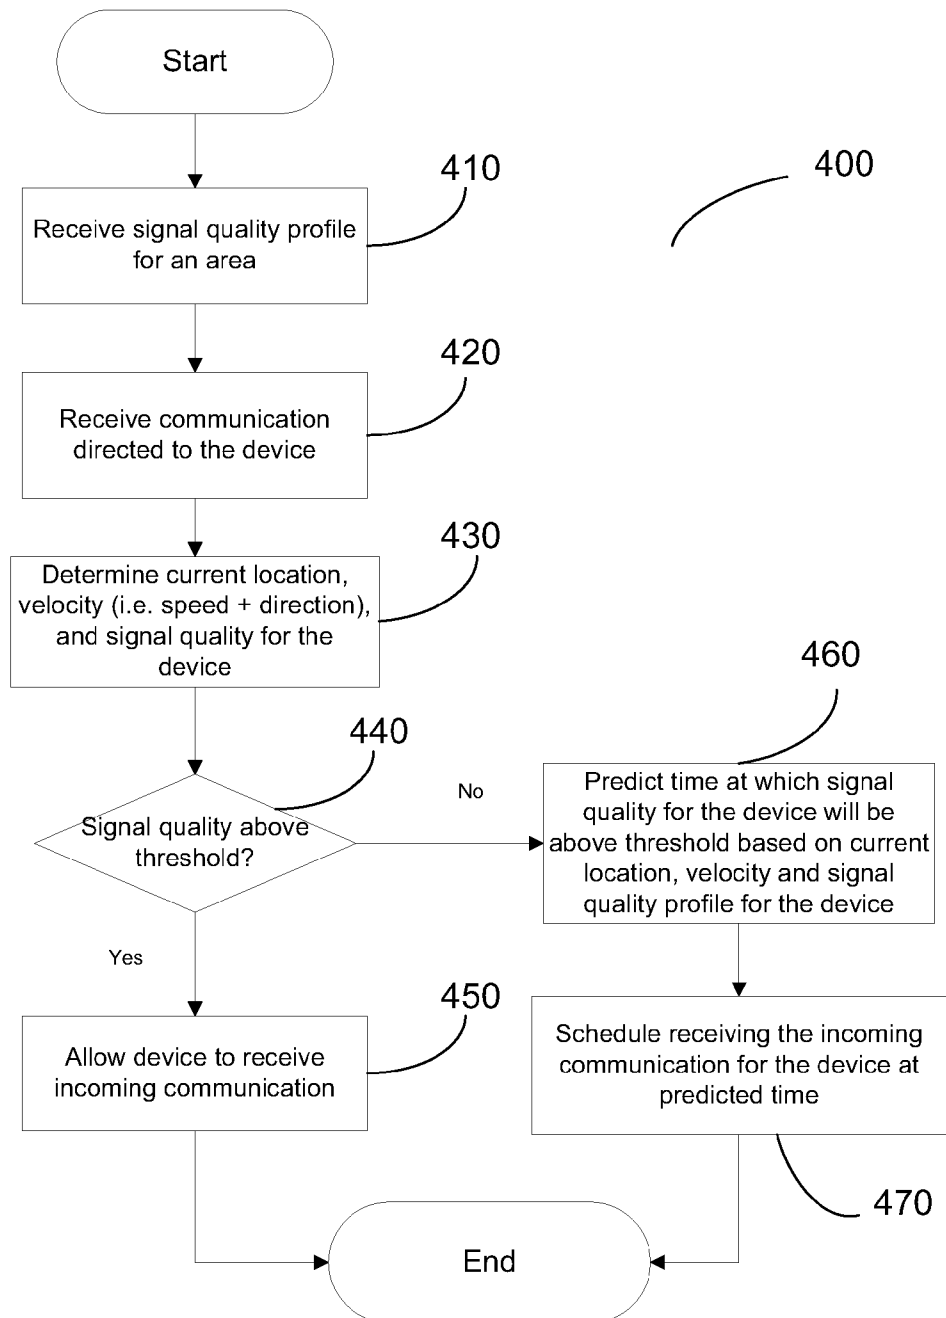 Start
410
400
Receive signal quality profile
for an area
420
Receive communication
directed to the device
430
Determine current location,
velocity (i.e. speed + direction),
and signal quality for the
device
460
440
No
Predict time at which signal
quality for the device will be
above threshold based on current
location, velocity and signal
quality profile for the device
Signal quality above
threshold?
Yes
450
Allow device to receive
incoming communication
Schedule receiving the incoming
communication for the device at
predicted time
470
End